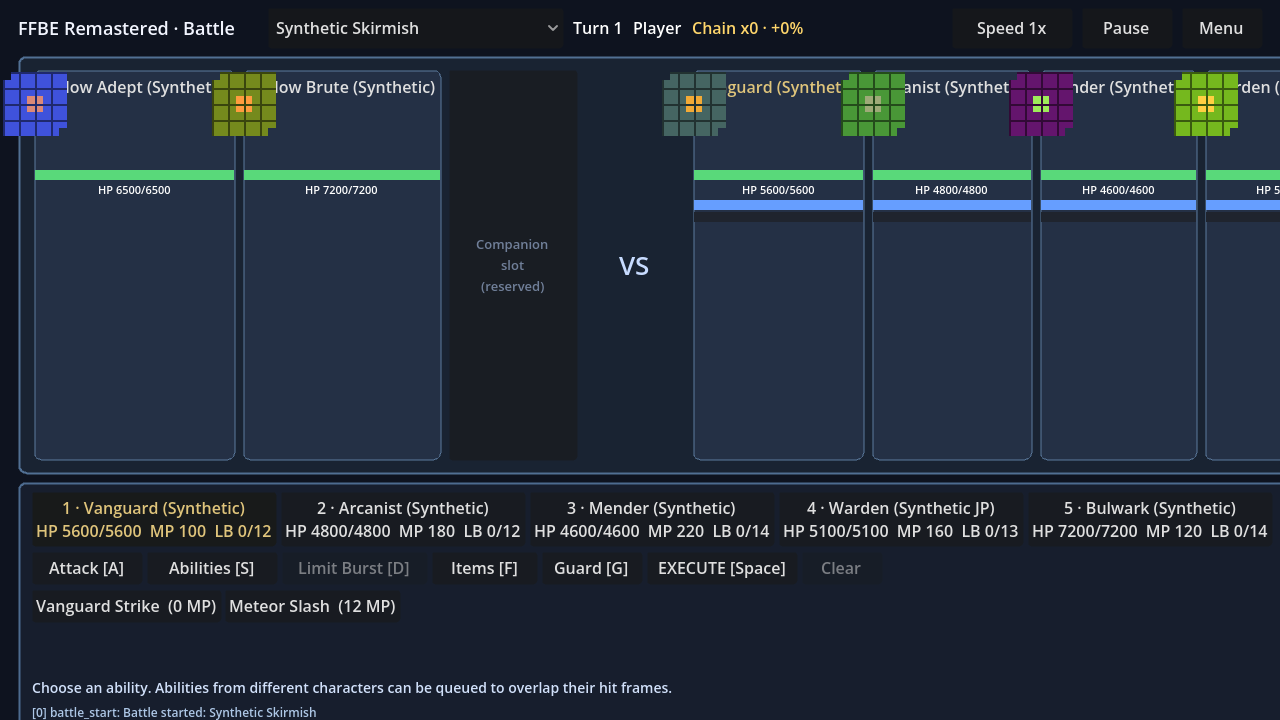 FFBE Remastered · Battle
Synthetic Skirmish
Turn 1 Player Chain x0 · +0%
Speed 1x
Pause
Menu
low Adept (Synthet
low Brute (Synthetic)
guard (Synthet
anist (Synthet
nder (Synthet
rden (
HP 6500/6500
HP 7200/7200
HP 5600/5600
HP 4800/4800
HP 4600/4600
HP 5
Companion
slot
(reserved)
VS
1 · Vanguard (Synthetic)
HP 5600/5600 MP 100 LB 0/12
2 · Arcanist (Synthetic)
HP 4800/4800 MP 180 LB 0/12
3 · Mender (Synthetic)
HP 4600/4600 MP 220 LB 0/14
4 · Warden (Synthetic JP)
HP 5100/5100 MP 160 LB 0/13
5 · Bulwark (Synthetic)
HP 7200/7200 MP 120 LB 0/14
Attack [A]
Abilities [S]
Limit Burst [D]
Items [F]
Guard [G]
EXECUTE [Space]
Clear
Vanguard Strike (0 MP)
Meteor Slash (12 MP)
Choose an ability. Abilities from different characters can be queued to overlap their hit frames.
[0] battle_start: Battle started: Synthetic Skirmish